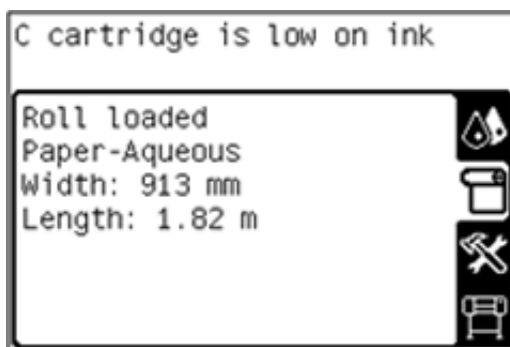 C cartridge is low on ink
Roll loaded
Paper-Aqueous
Width: 913 mm
Length: 1.82 m